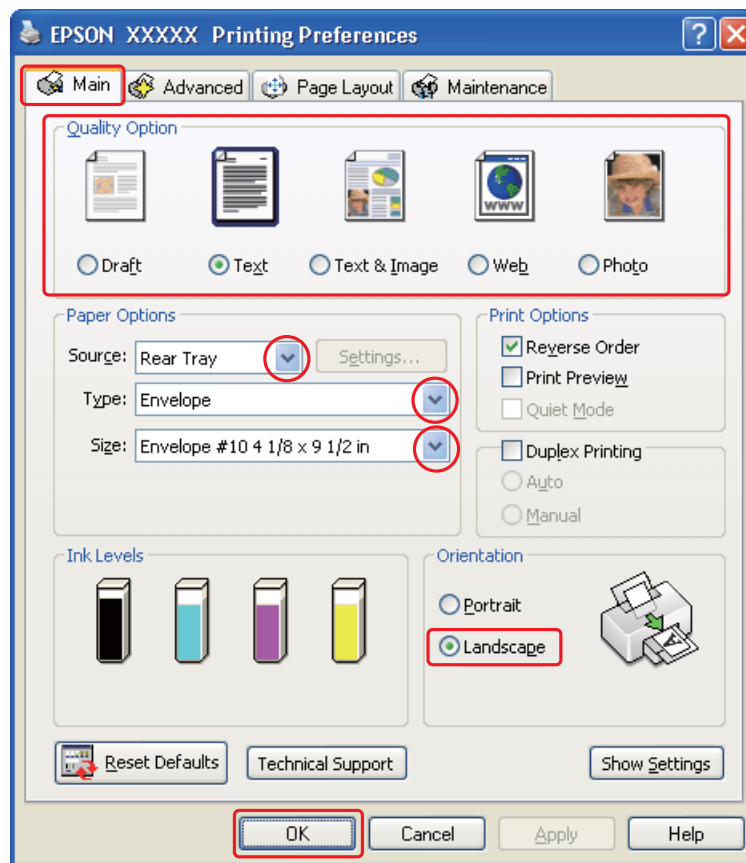 EPSON XXXXX Printing Preferences
Main
Advanced
Page Layout
Maintenance
Quality Option
WWW
Draft
Text
Text & Image
Web
Photo
Paper Options
Source: Rear Tray
Settings...
Type: Envelope
Size: Envelope #10 4 1/8 x 9 1/2 in
Print Options
Reverse Order
Print Preview
Quiet Mode
Duplex Printing
Auto
Manual
Ink Levels
Orientation
Portrait
Landscape
A
Reset Defaults
Technical Support
Show Settings
OK
Cancel
Apply
Help